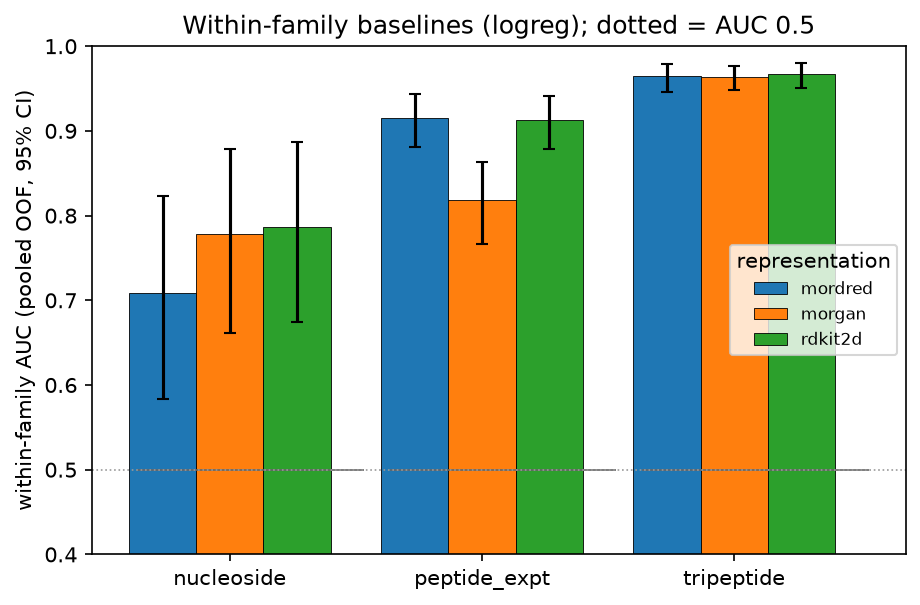 Within-family baselines (logreg); dotted = AUC 0.5
within-family AUC (pooled OOF, 95% CI)
1.0
0.9
0.8
0.7
0.6
0.5
0.4
representation
mordred
morgan
rdkit2d
nucleoside
peptide_expt
tripeptide